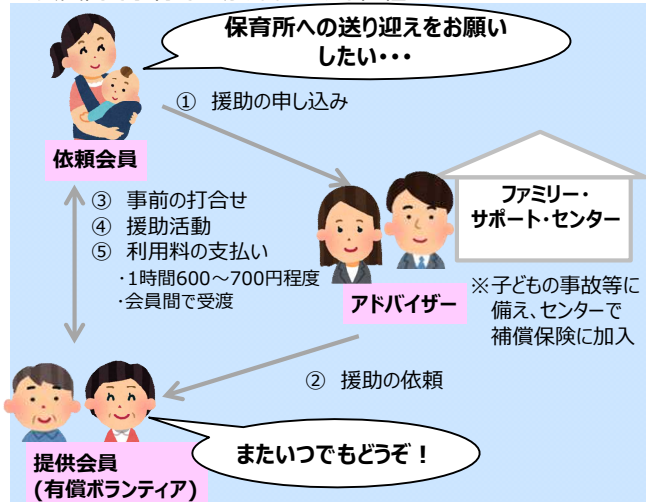 保育所への送り迎えをお願い
したい・・・
① 援助の申し込み
依頼会員
③ 事前の打合せ
④ 援助活動
⑤ 利用料の支払い
・1時間600～700円程度
・会員間で受渡
ファミリー・
サポート・センター
アドバイザー
※子どもの事故等に
備え、センターで
補償保険に加入
② 援助の依頼
またいつでもどうぞ！
提供会員
(有償ボランティア)